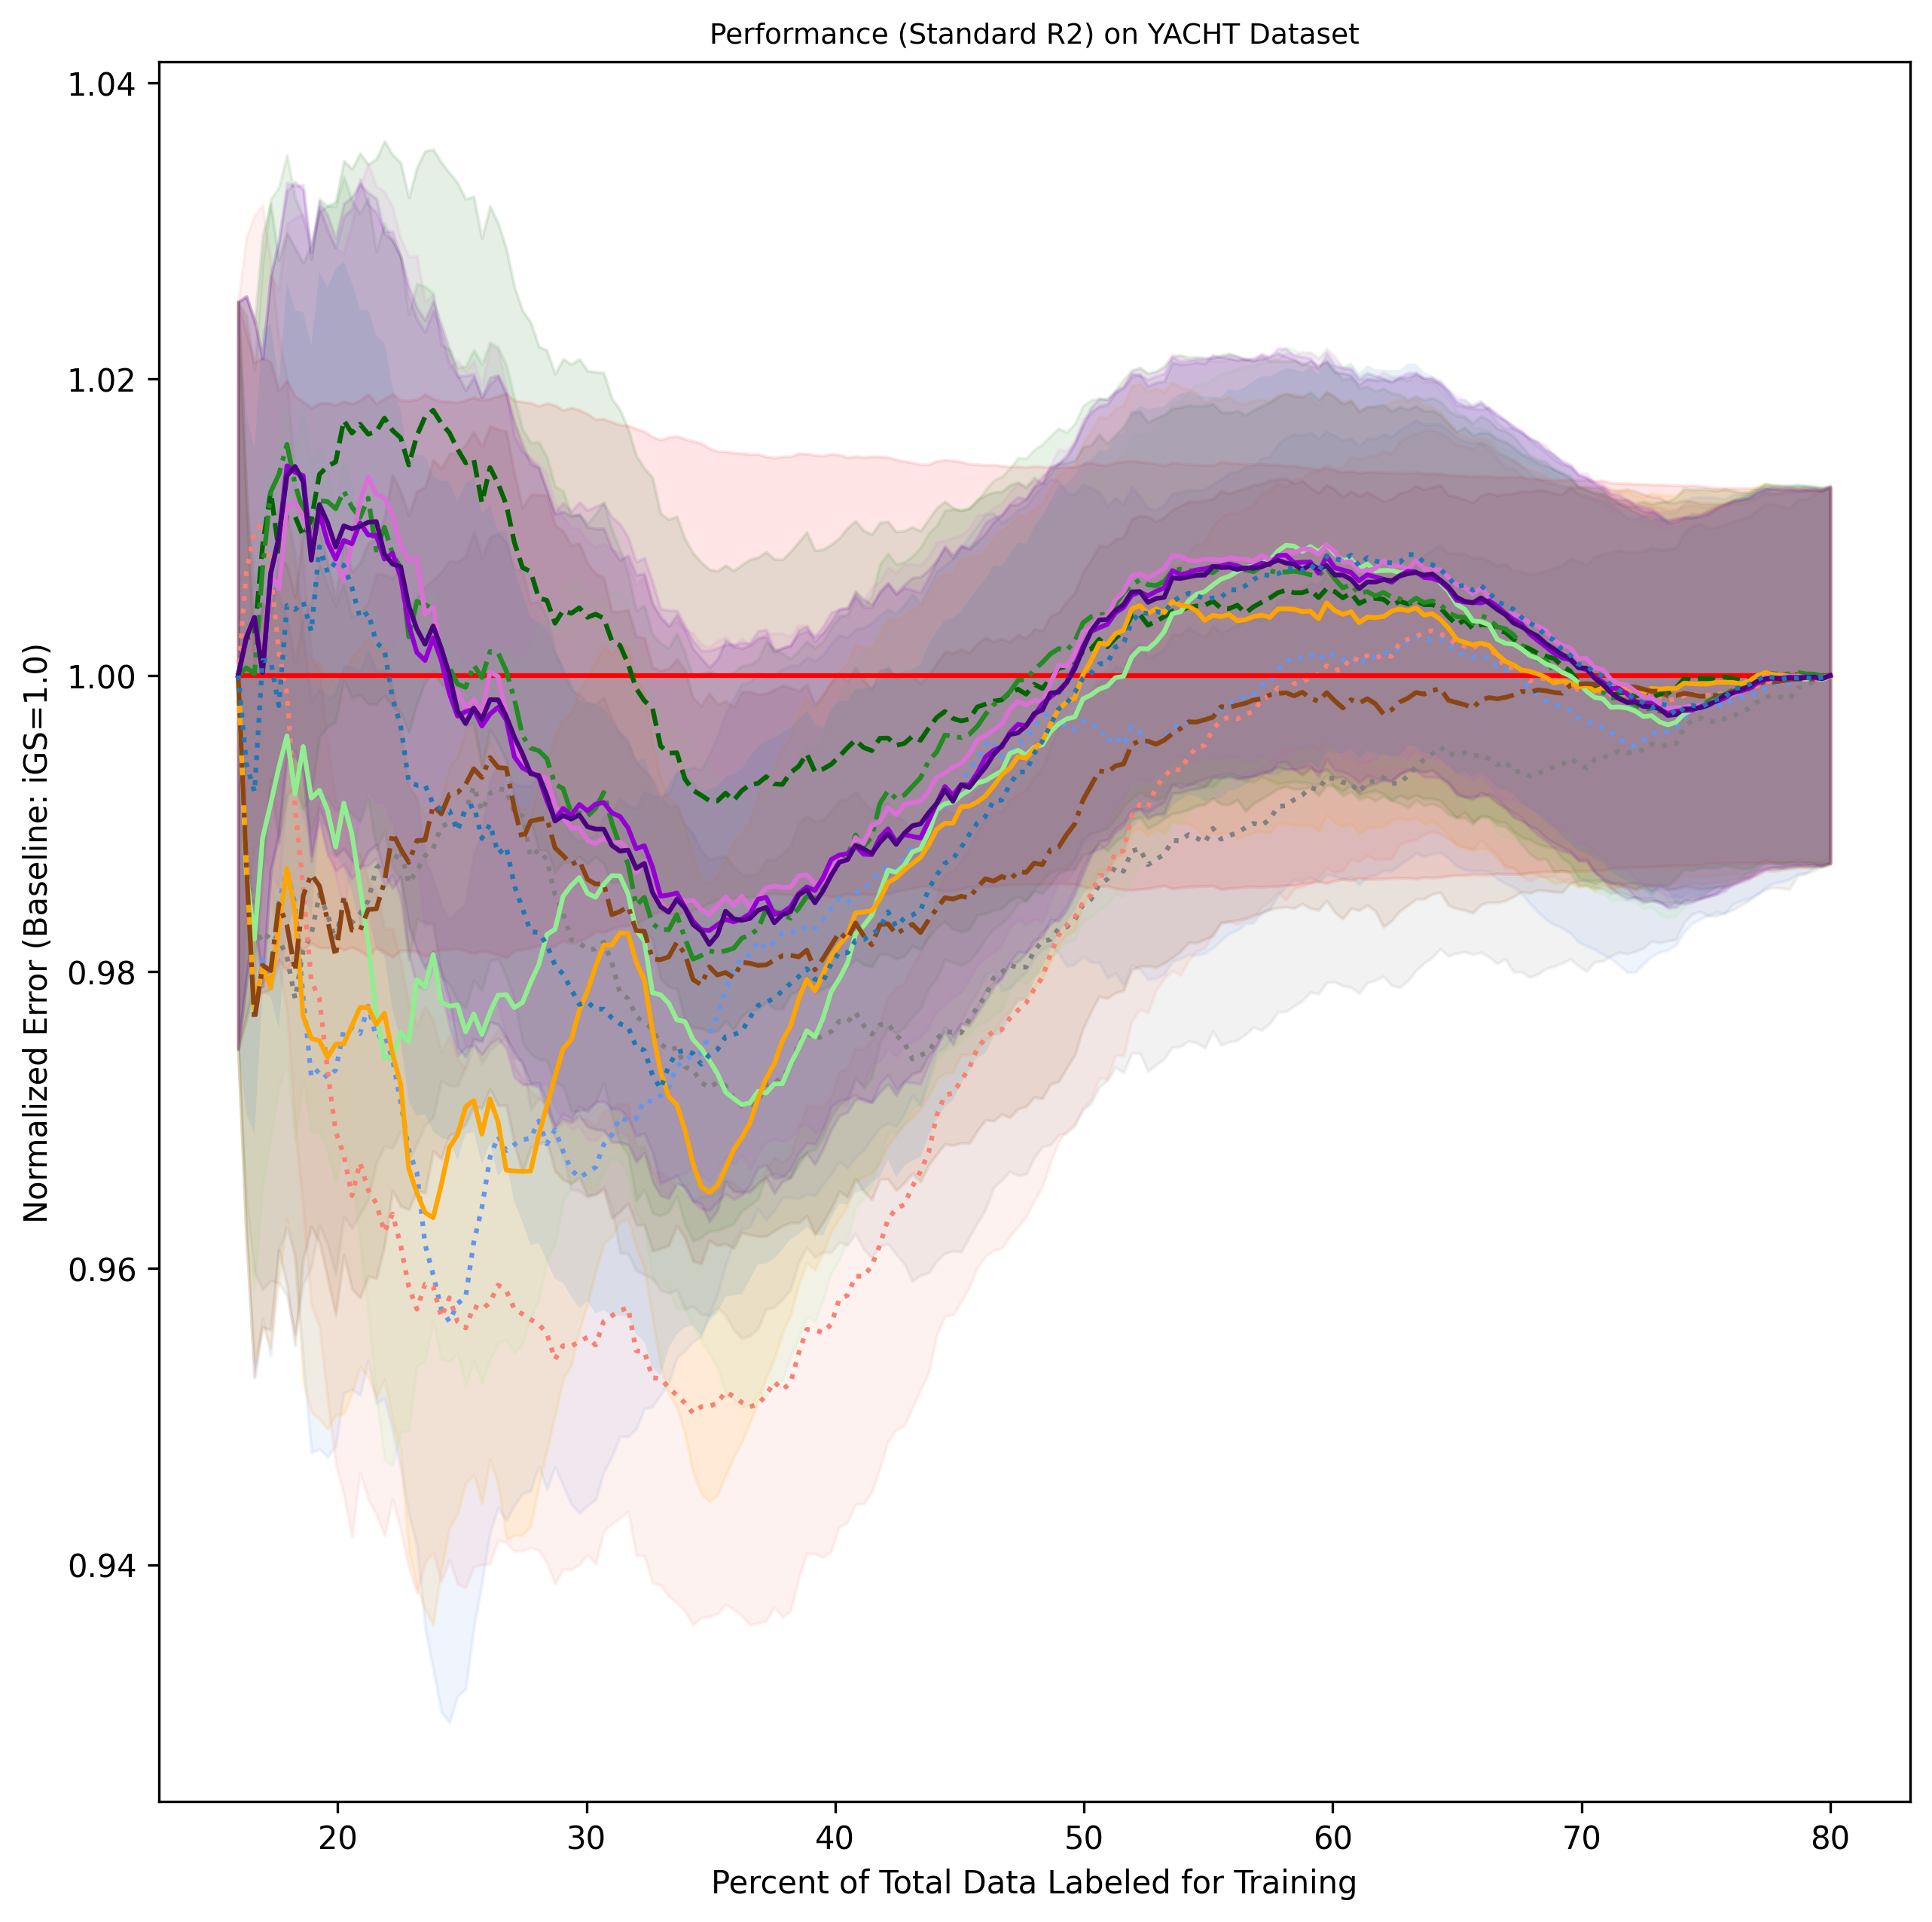 Performance (Standard R2) on YACHT Dataset
1.04
1.02
1.00
0.98
0.96
0.94
Normalized Error (Baseline: iGS=1.0)
20 30 40 50 60 70 80
Percent of Total Data Labeled for Training